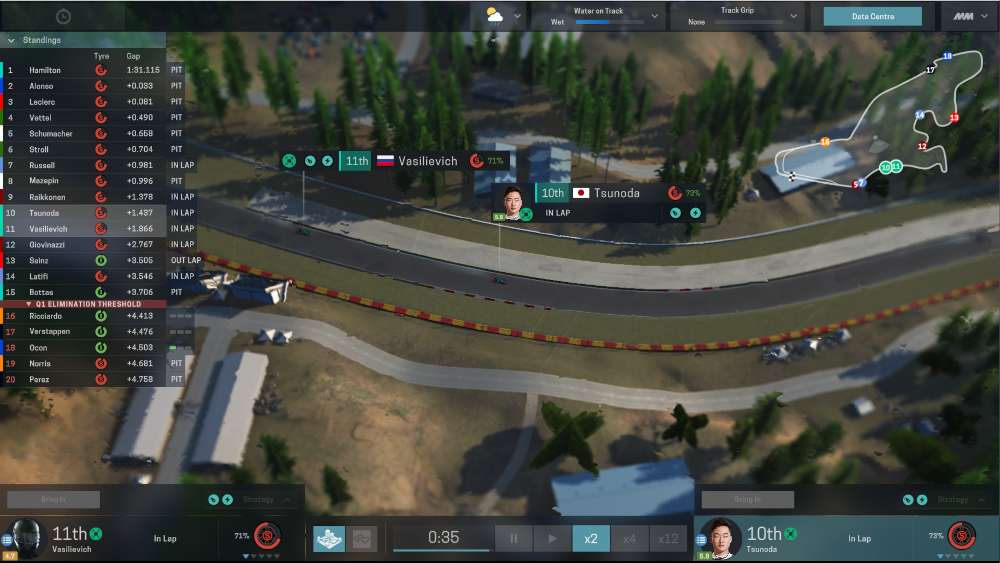 Water on Track
Wet
Track Grip
None
Data Centre
Standings
Tyre Gap
1 Hamilton 1:31.115 PIT
2 Alonso +0.033 PIT
3 Leclerc +0.081 PIT
4 Vettel +0.490 PIT
5 Schumacher +0.658 PIT
6 Stroll +0.704 PIT
7 Russell +0.981 IN LAP
8 Mazepin +0.996 PIT
9 Raikkonen +1.378 IN LAP
10 Tsunoda +1.437 IN LAP
11 Vasilievich +1.866 IN LAP
12 Giovinazzi +2.767 IN LAP
13 Sainz +3.505 OUT LAP
14 Latifi +3.546 IN LAP
15 Bottas +3.706 PIT
Q1 ELIMINATION THRESHOLD
16 Ricciardo +4.413
17 Verstappen +4.476
18 Ocon +4.503
19 Norris +4.681 PIT
20 Perez +4.758 PIT
11th Vasilievich S 71%
10th Tsunoda S 73%
5.8 IN LAP
18
17
14
13
16
12
10 11
9 7
Bring In Strategy
11th
Vasilievich
4.7
In Lap
71% S
0:35
x2 x4 x12
Bring In Strategy
10th
Tsunoda
5.8
In Lap
73% S